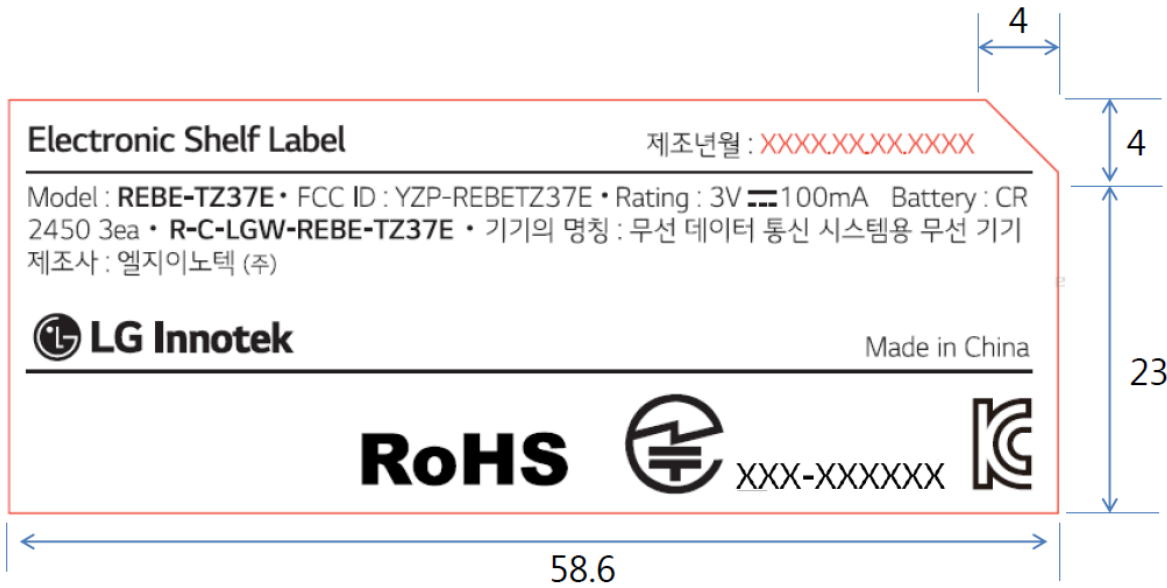 4
Electronic Shelf Label
제조년월 : XXXX.XX.XX.XXXX
4
Model : REBE-TZ37E • FCC ID : YZP-REBETZ37E • Rating : 3V ⎓ 100mA Battery : CR
2450 3ea • R-C-LGW-REBE-TZ37E • 기기의 명칭 : 무선 데이터 통신 시스템용 무선 기기
제조사 : 엘지이노텍 (주)
e
LG Innotek
Made in China
23
RoHS
XXX-XXXXXX
58.6